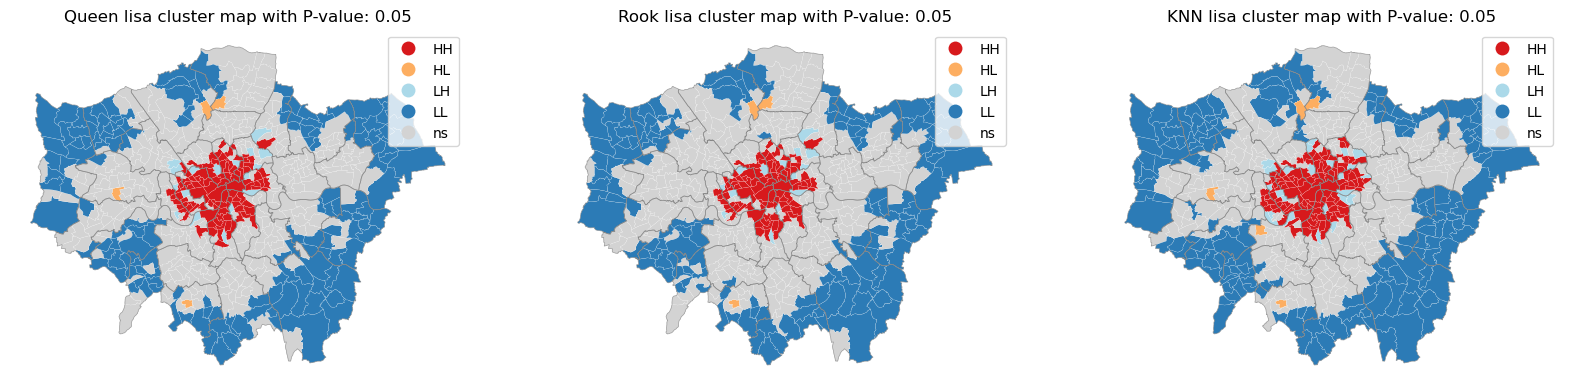 Queen lisa cluster map with P-value: 0.05
HH
HL
LH
LL
ns
Rook lisa cluster map with P-value: 0.05
HH
HL
LH
LL
ns
KNN lisa cluster map with P-value: 0.05
HH
HL
LH
LL
ns